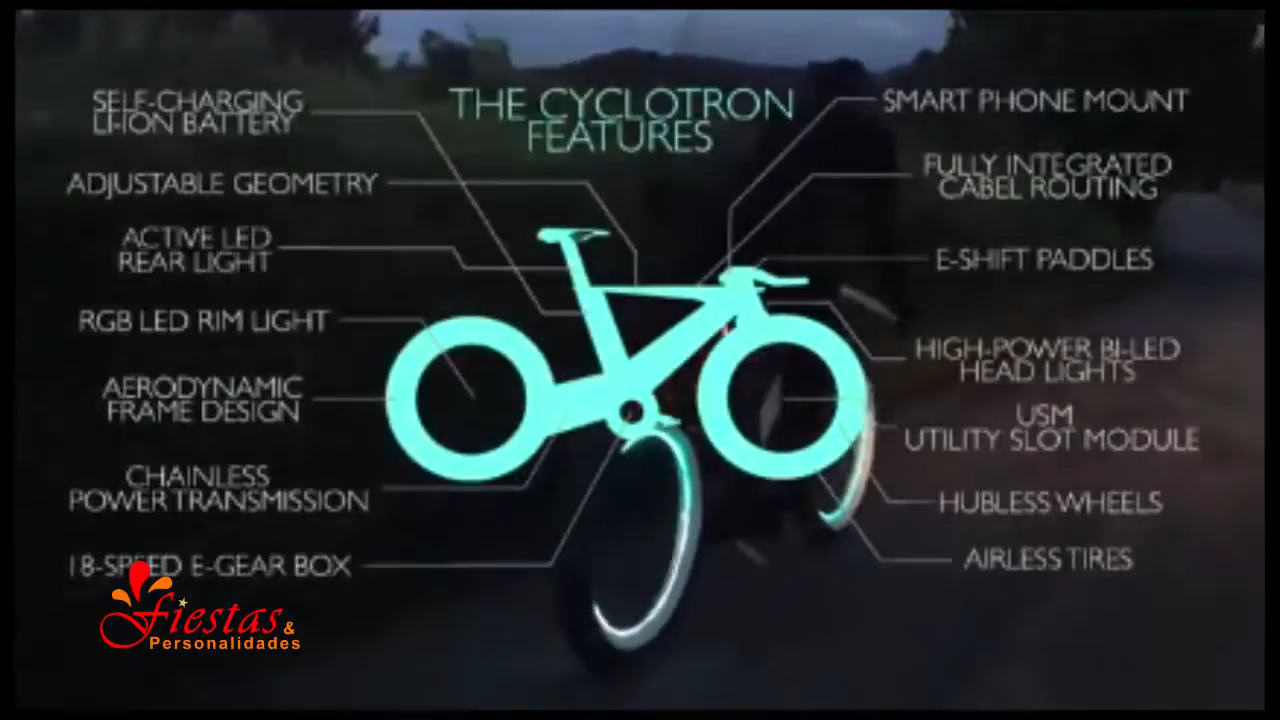 THE CYCLOTRON
FEATURES
SELF-CHARGING
LI-ION BATTERY
ADJUSTABLE GEOMETRY
ACTIVE LED
REAR LIGHT
RGB LED RIM LIGHT
AERODYNAMIC
FRAME DESIGN
CHAINLESS
POWER TRANSMISSION
18-SPEED E-GEAR BOX
SMART PHONE MOUNT
FULLY INTEGRATED
CABEL ROUTING
E-SHIFT PADDLES
HIGH-POWER BI-LED
HEAD LIGHTS
USM
UTILITY SLOT MODULE
HUBLESS WHEELS
AIRLESS TIRES
Fiestas &
Personalidades